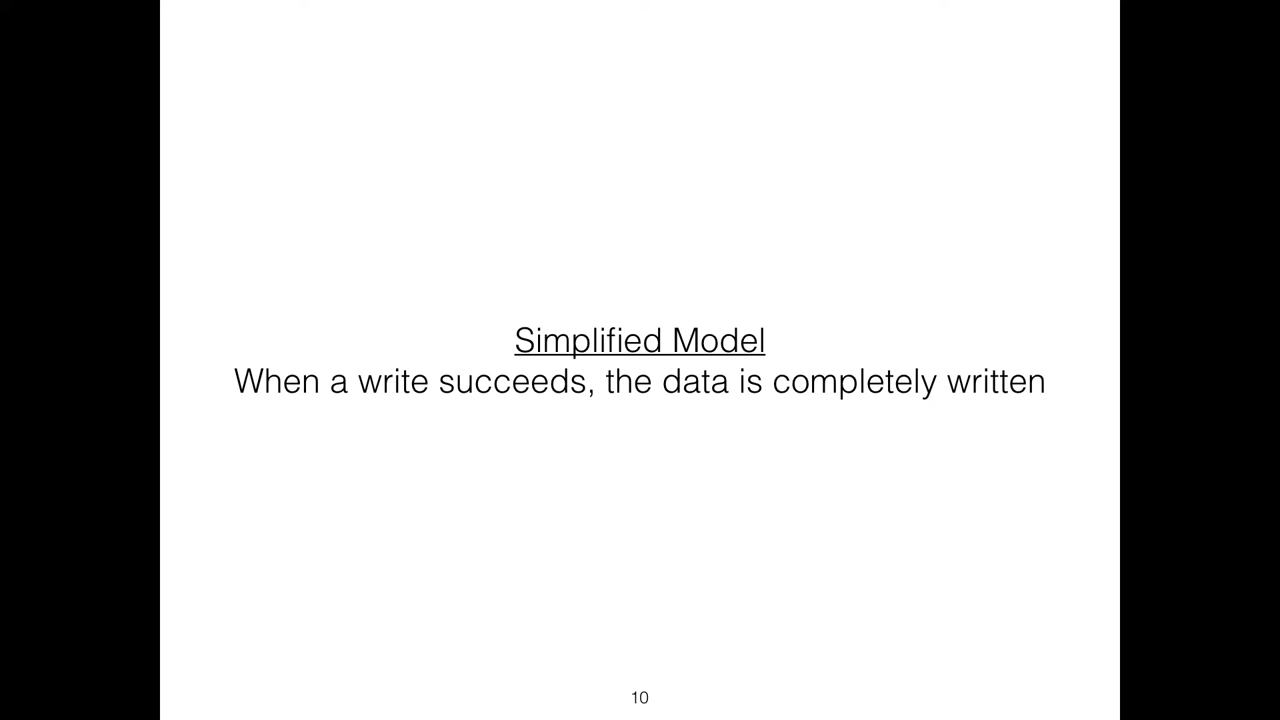 Simplified Model
When a write succeeds, the data is completely written
10